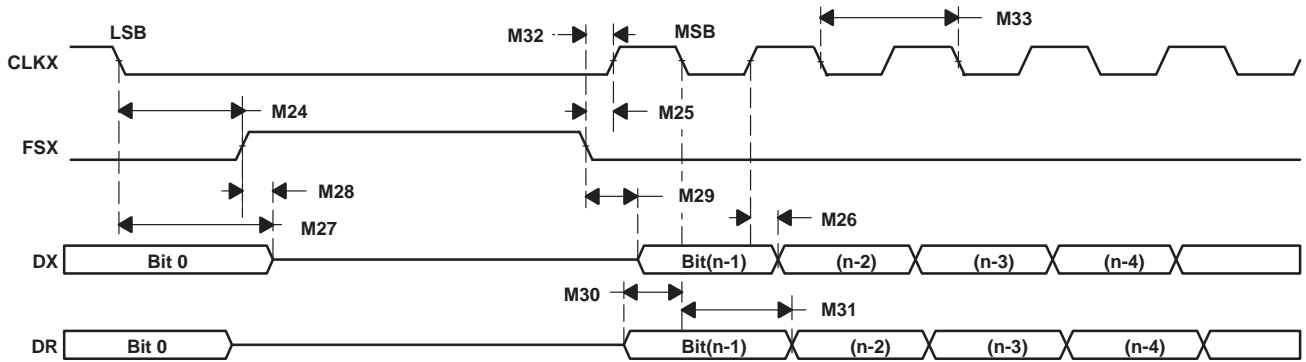 LSB
M32
MSB
M33
CLKX
M24
M25
FSX
M28
M29
M27
M26
DX
Bit 0
Bit(n-1)
(n-2)
(n-3)
(n-4)
M30
M31
DR
Bit 0
Bit(n-1)
(n-2)
(n-3)
(n-4)